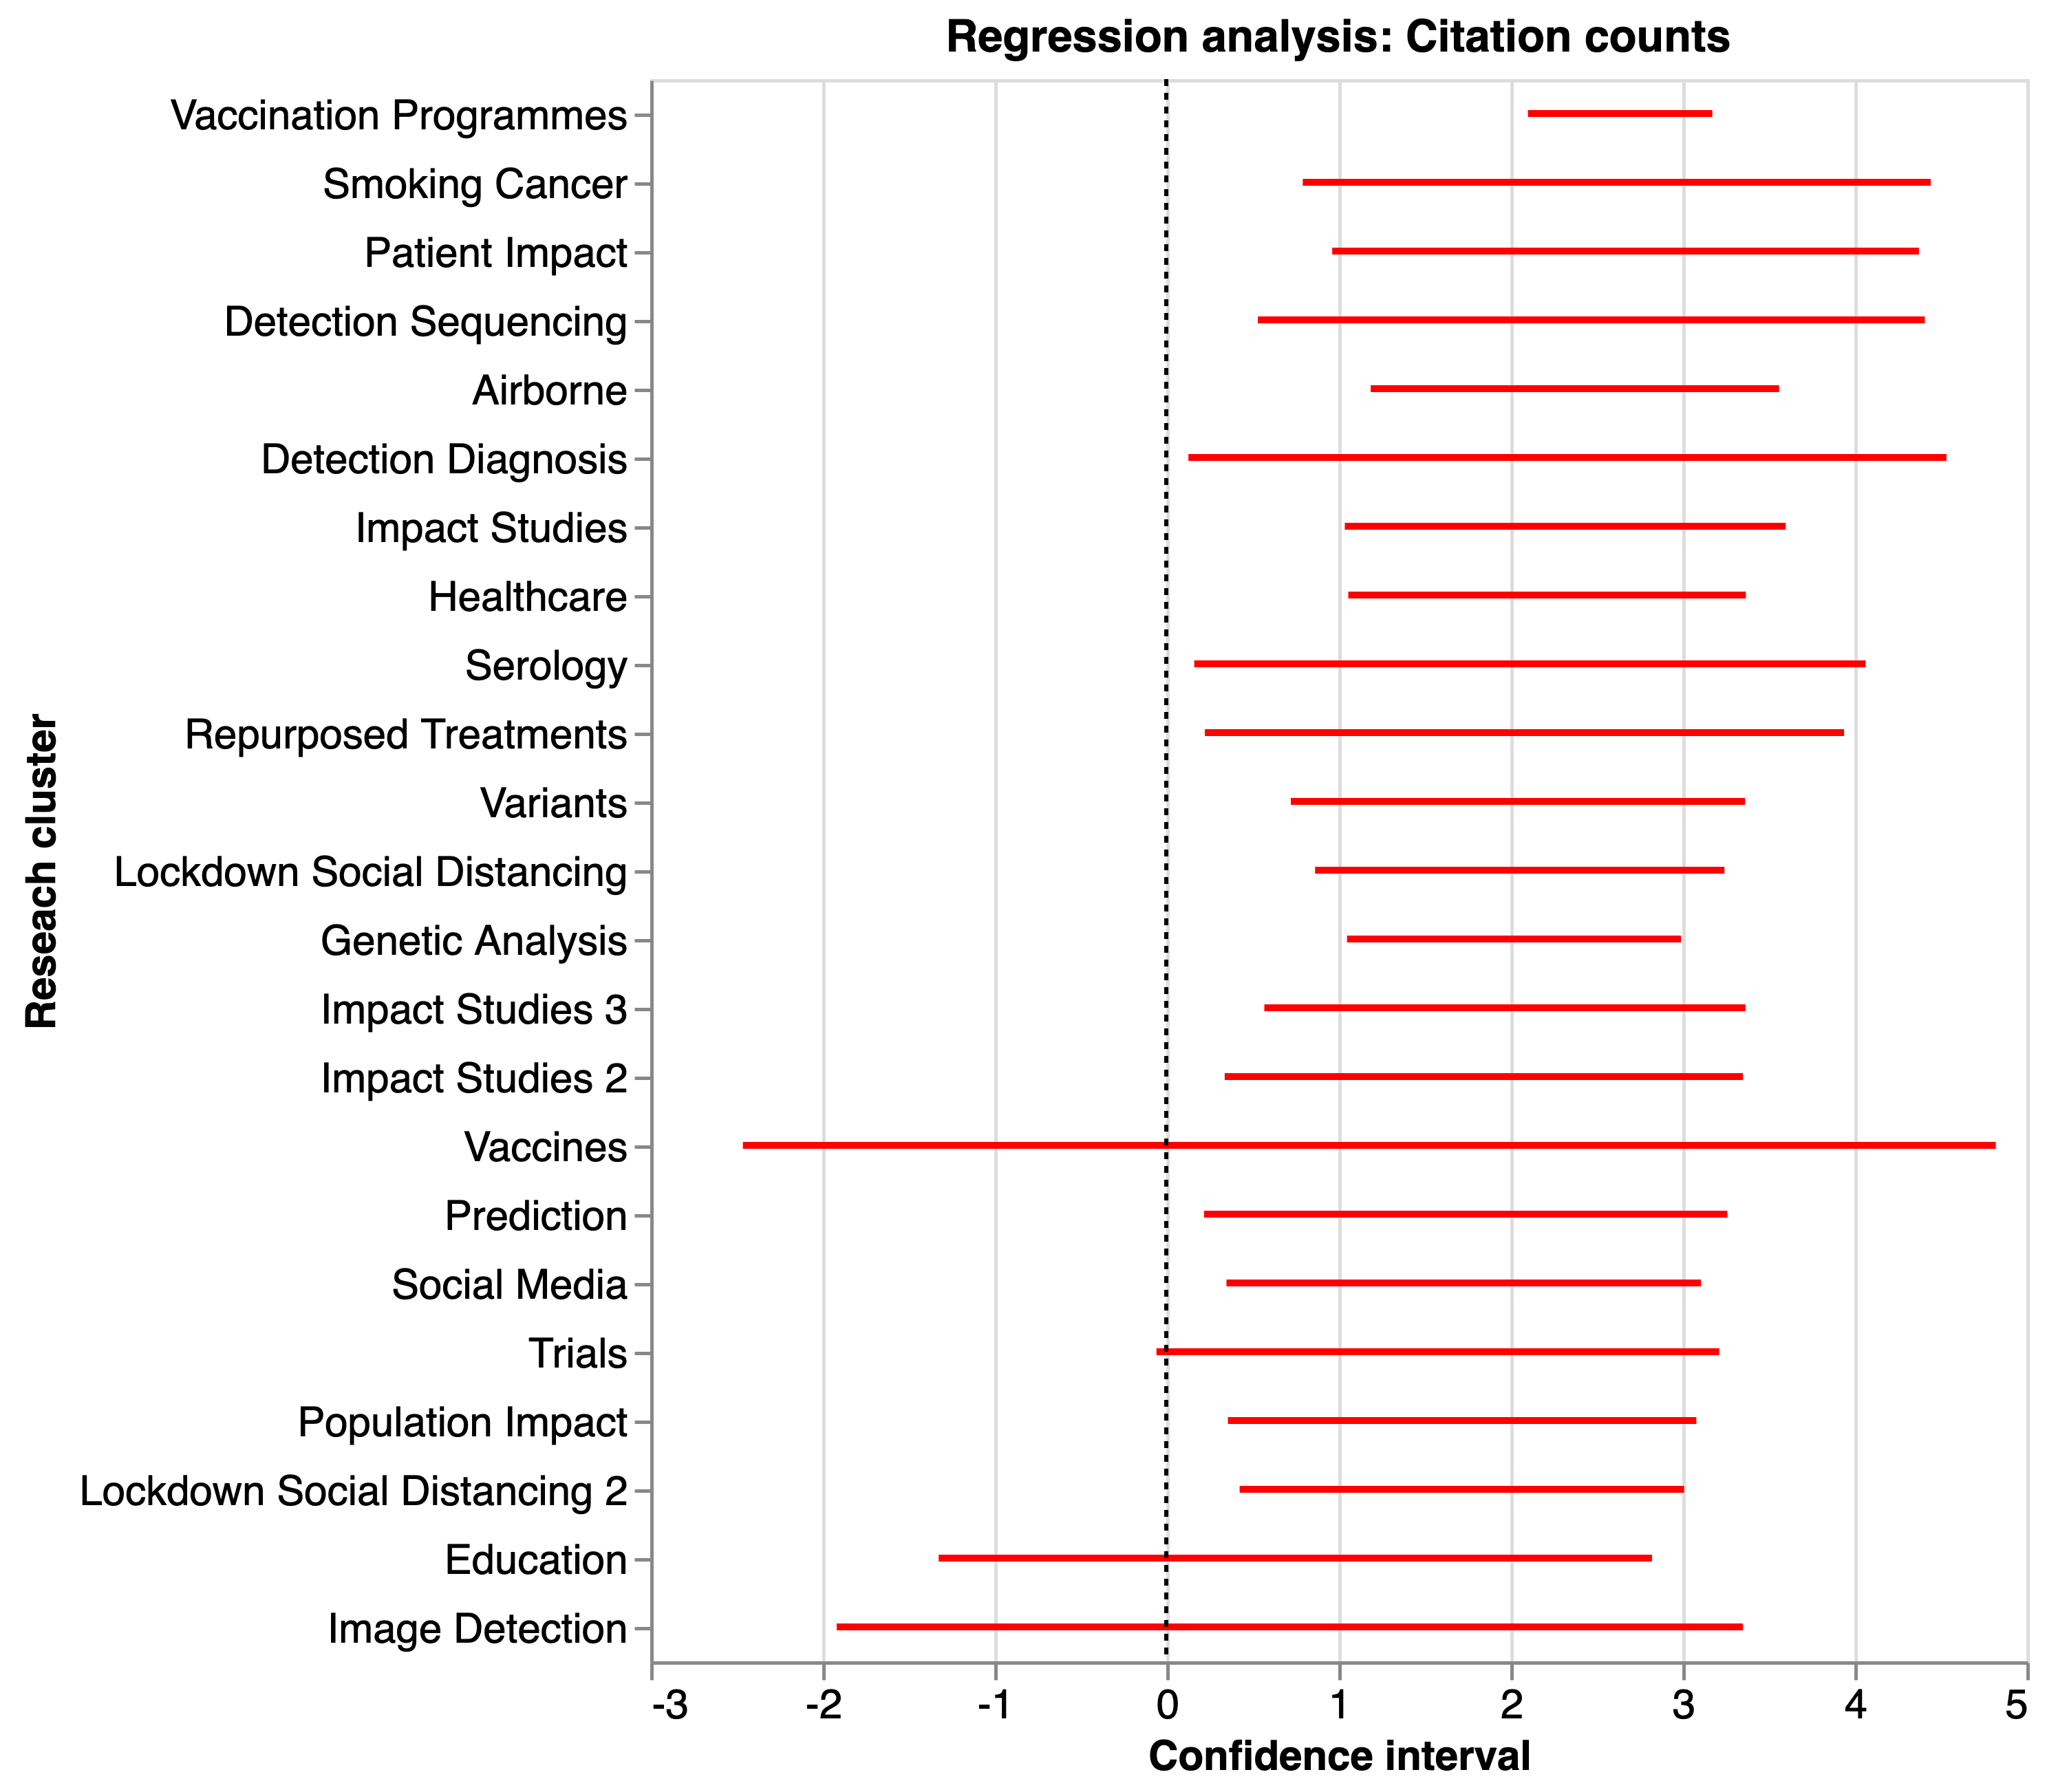 Regression analysis: Citation counts
Reseach cluster
Vaccination Programmes
Smoking Cancer
Patient Impact
Detection Sequencing
Airborne
Detection Diagnosis
Impact Studies
Healthcare
Serology
Repurposed Treatments
Variants
Lockdown Social Distancing
Genetic Analysis
Impact Studies 3
Impact Studies 2
Vaccines
Prediction
Social Media
Trials
Population Impact
Lockdown Social Distancing 2
Education
Image Detection
-3 -2 -1 0 1 2 3 4 5
Confidence interval